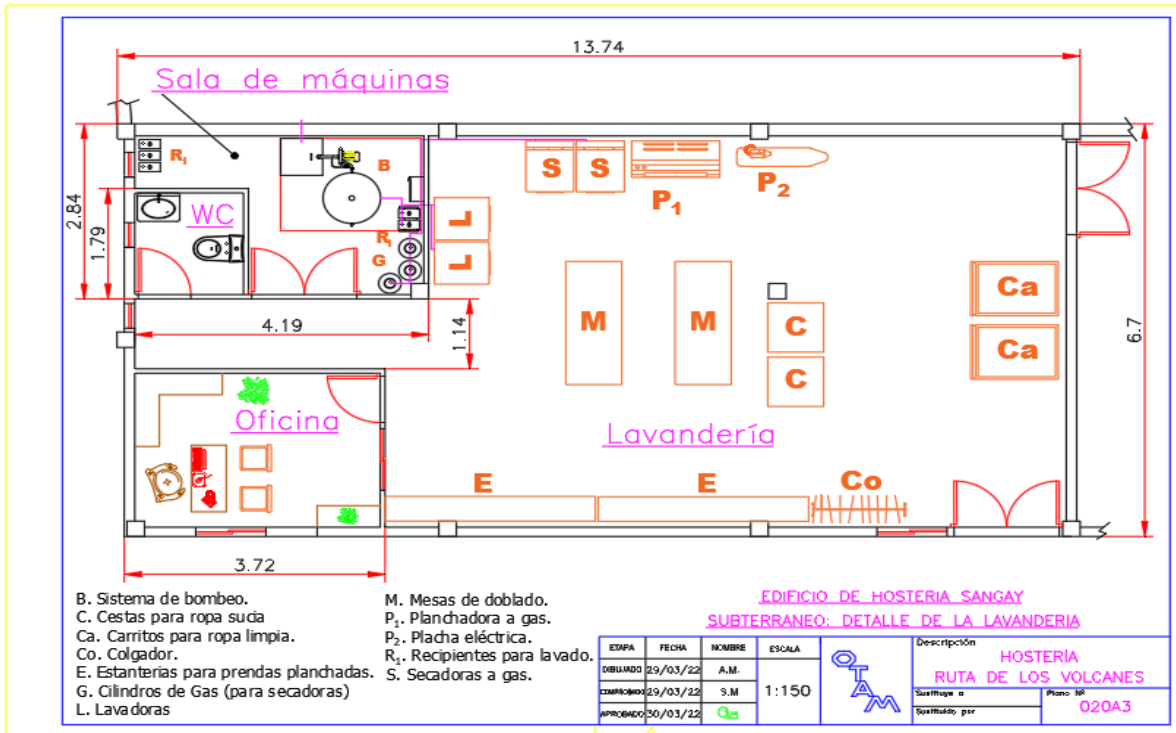 13.74
Sala de máquinas
R₁
B
S
S
P₁
P₂
2.84
1.79
WC
R₁
G
L
L
Ca
M
M
C
6.7
4.19
1.14
Ca
C
Oficina
Lavandería
E
E
Co
3.72
B. Sistema de bombeo.
C. Cestas para ropa sucia
Ca. Carritos para ropa limpia.
Co. Colgador.
E. Estanterias para prendas planchadas.
G. Cilindros de Gas (para secadoras)
L. Lavadoras
M. Mesas de doblado.
P₁. Planchadora a gas.
P₂. Placha eléctrica.
R₁. Recipientes para lavado.
S. Secadoras a gas.
EDIFICIO DE HOSTERIA SANGAY
SUBTERRANEO: DETALLE DE LA LAVANDERIA
ETAPA FECHA NOMBRE ESCALA
DIBUJADO 29/03/22 A.M.
COMPROBADO 29/03/22 S.M
APROBADO 30/03/22
1:150
OTAM
Descripción
HOSTERÍA
RUTA DE LOS VOLCANES
Sustituye a
Sustituido por
Plano Nº
020A3